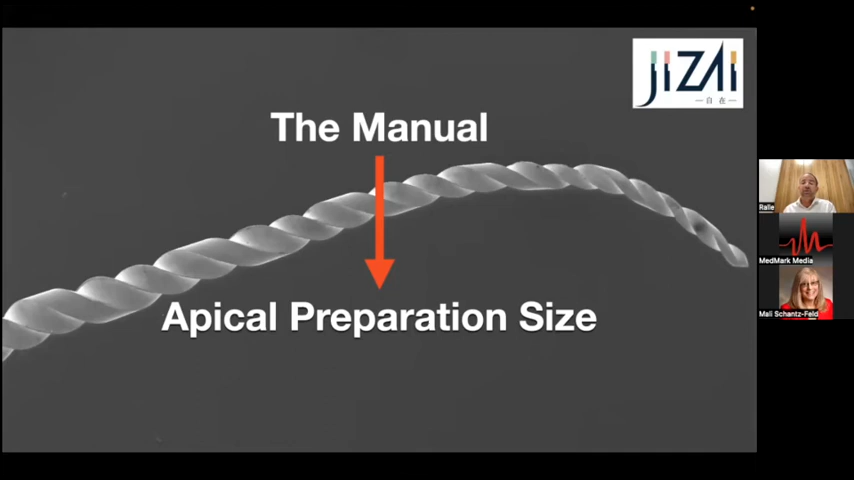 JIZAI
自在
The Manual
Apical Preparation Size
Ralle
MedMark Media
Mali Schantz-Feld